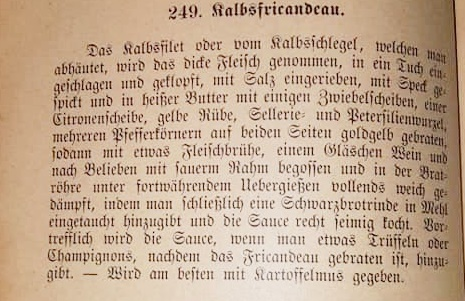 249. Kalbsfricandeau.
Das Kalbsfilet oder vom Kalbsschlegel, welchen man
abhäutet, wird das dicke Fleisch genommen, in ein Tuch ein-
geschlagen und geklopft, mit Salz eingerieben, mit Speck ge-
spickt und in heißer Butter mit einigen Zwiebelscheiben, einer
Citronenscheibe, gelbe Rübe, Sellerie- und Petersilienwurzel,
mehreren Pfefferkörnern auf beiden Seiten goldgelb gebraten,
sodann mit etwas Fleischbrühe, einem Gläschen Wein und
nach Belieben mit sauerm Rahm begossen und in der Brat-
röhre unter fortwährendem Uebergießen vollends weich ge-
dämpft, indem man schließlich eine Schwarzbrotrinde in Mehl
eingetaucht hinzugibt und die Sauce recht seimig kocht. Vor-
trefflich wird die Sauce, wenn man etwas Trüffeln oder
Champignons, nachdem das Fricandeau gebraten ist, hinzu-
gibt. — Wird am besten mit Kartoffelmus gegeben.